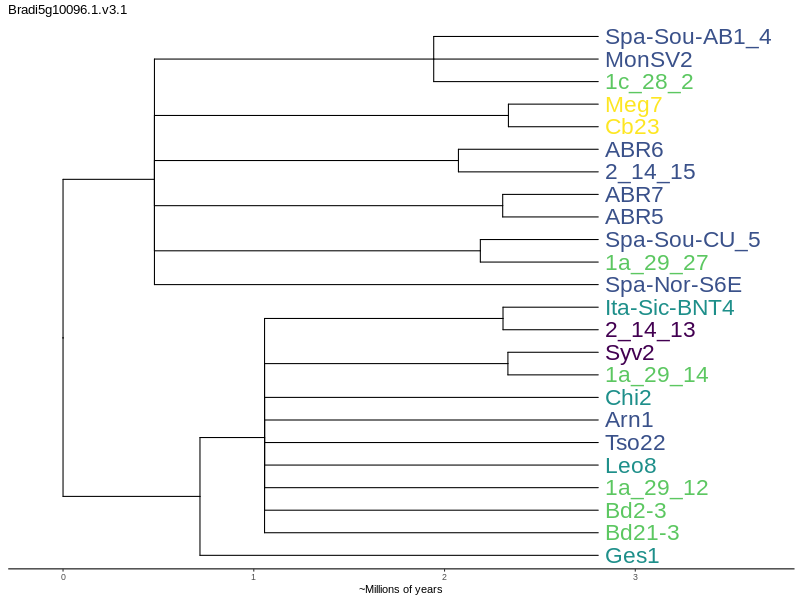 Bradi5g10096.1.v3.1
Spa-Sou-AB1_4
MonSV2
1c_28_2
Meg7
Cb23
ABR6
2_14_15
ABR7
ABR5
Spa-Sou-CU_5
1a_29_27
Spa-Nor-S6E
Ita-Sic-BNT4
2_14_13
Syv2
1a_29_14
Chi2
Arn1
Tso22
Leo8
1a_29_12
Bd2-3
Bd21-3
Ges1
0 1 2 3
~Millions of years